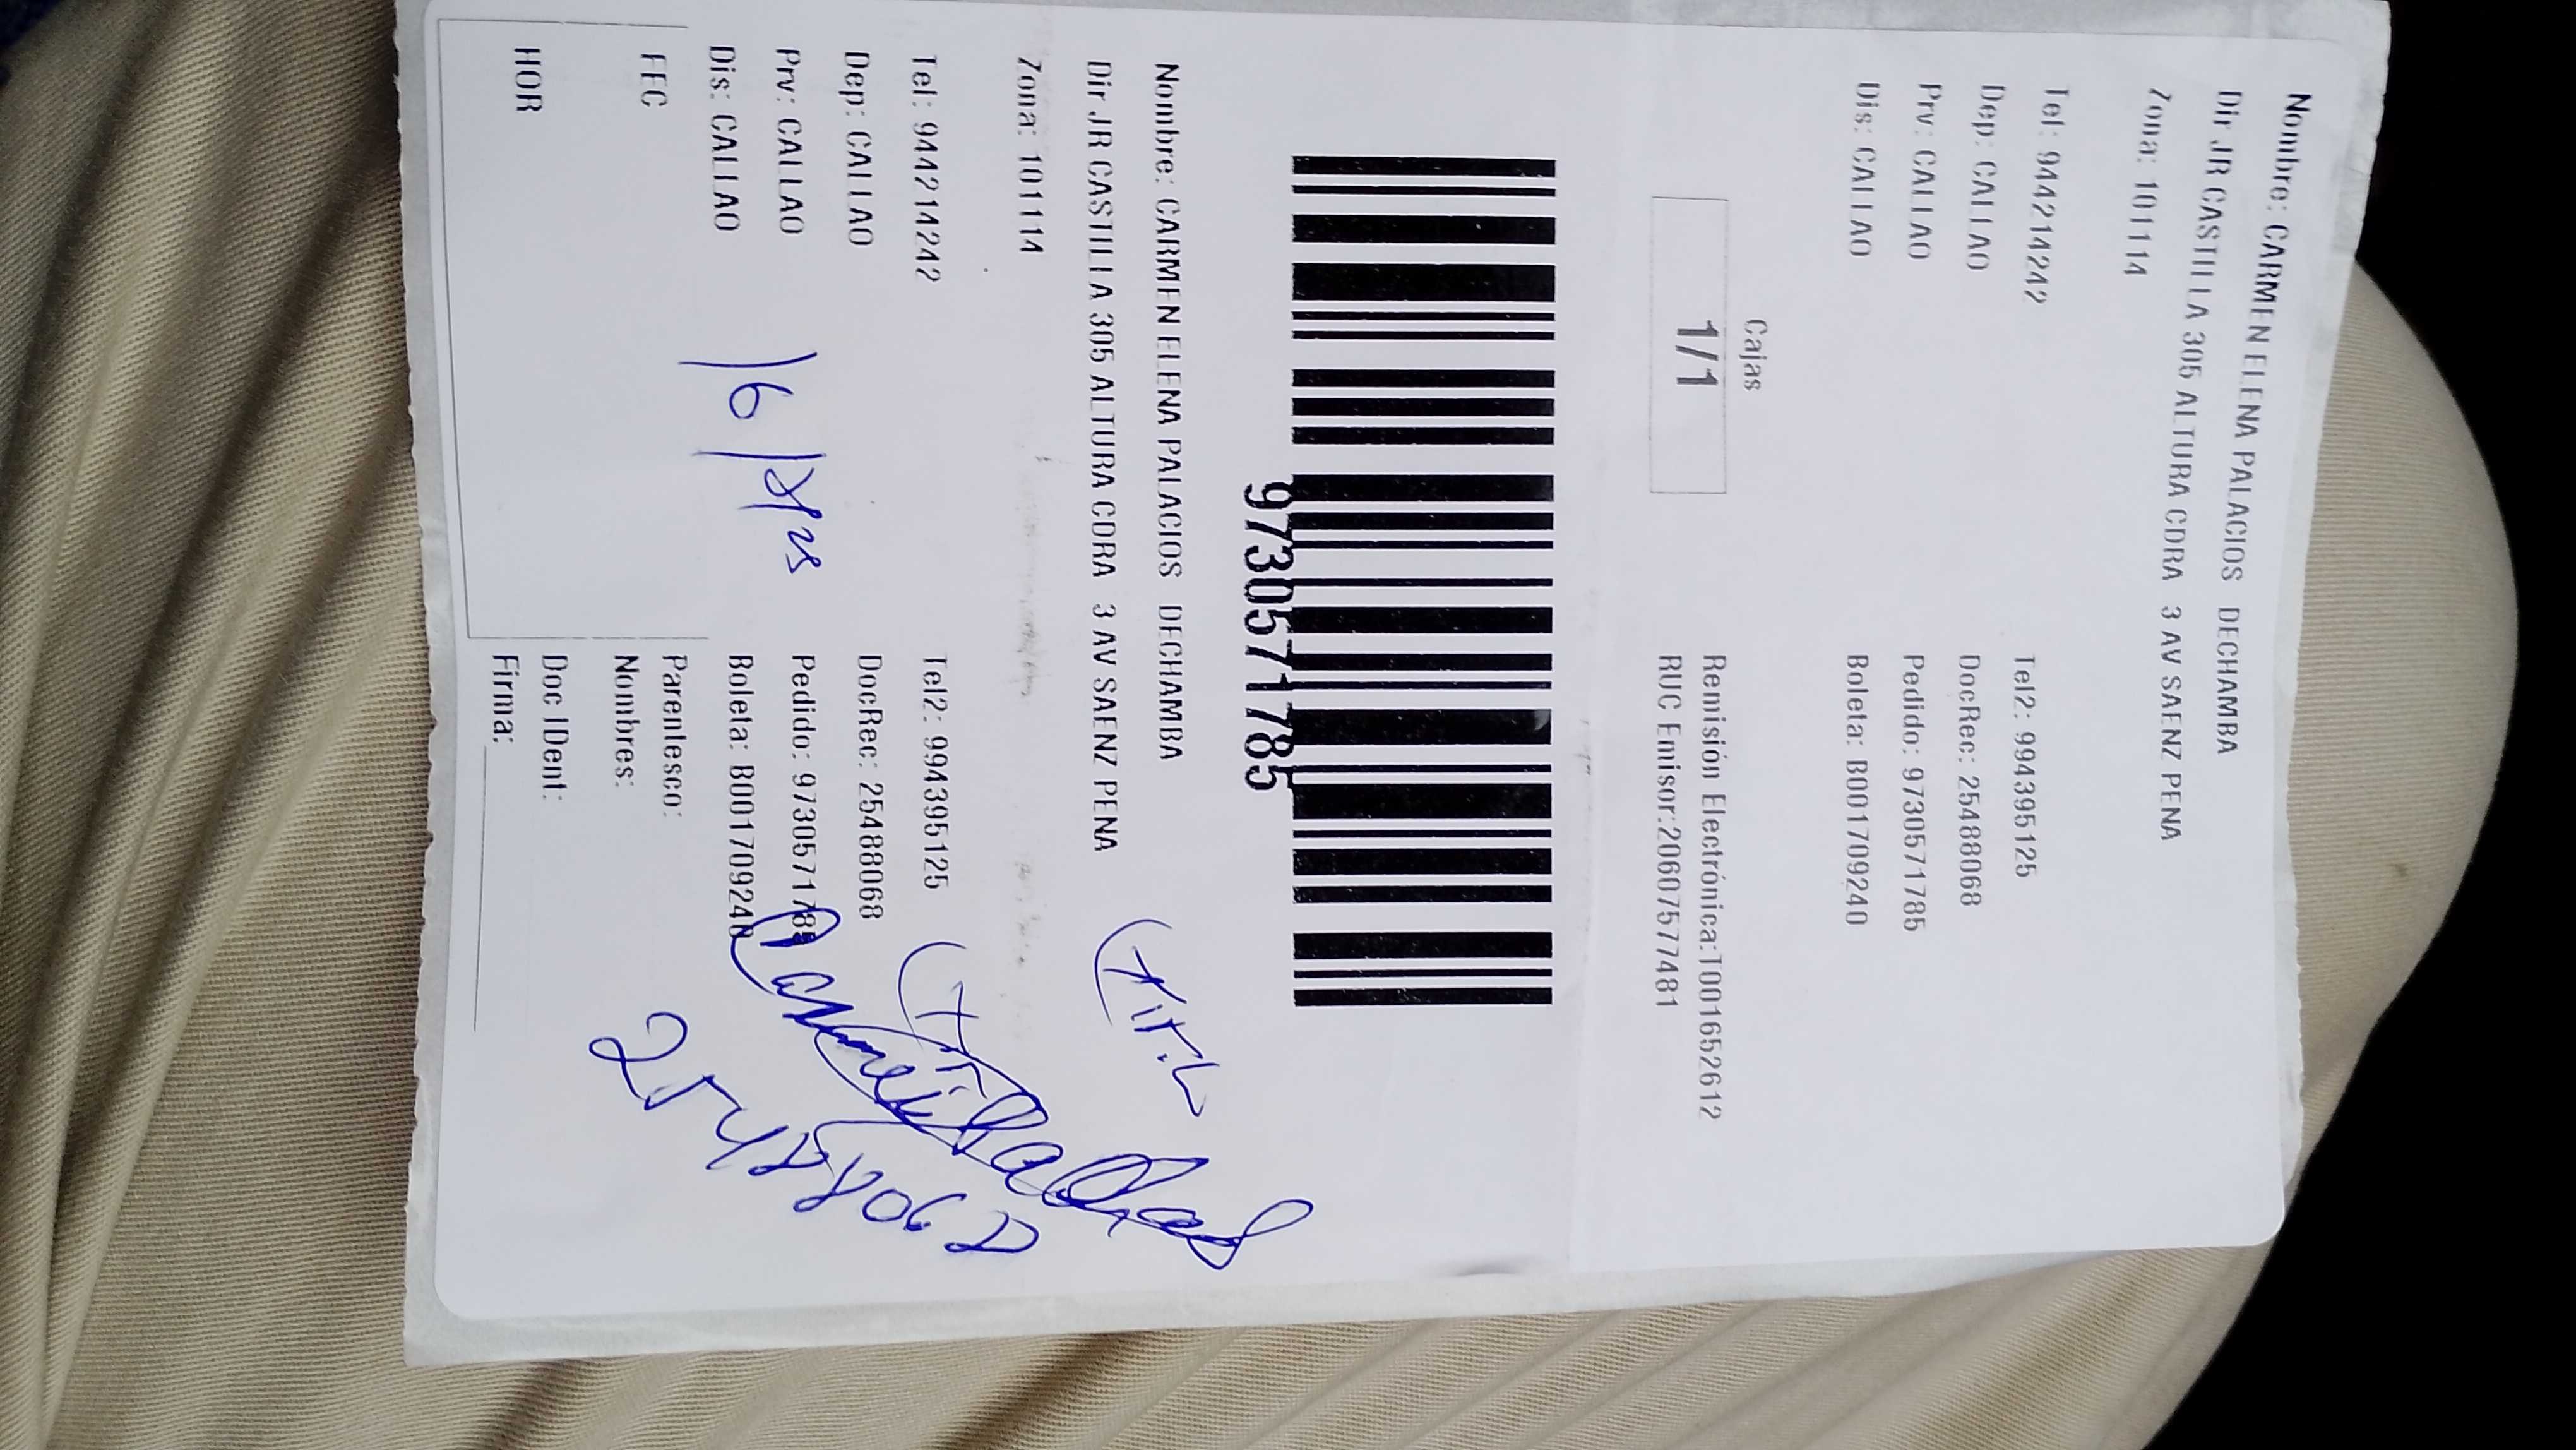 Nombre: CARMEN ELENA PALACIOS DECHAMBA
Dir JR CASTILLA 305 ALTURA CDRA 3 AV SAENZ PENA
Zona: 101114
Tel: 944214242 Tel2: 994395125
Dep: CALLAO DocRec: 25488068
Prv: CALLAO Pedido: 9730571785
Dis: CALLAO Boleta: B001709240
Cajas
1/1
Remisión Electrónica:T001652612
RUC Emisor:20607577481
9730571785
Nombre: CARMEN ELENA PALACIOS DECHAMBA
Dir JR CASTILLA 305 ALTURA CDRA 3 AV SAENZ PENA
Zona: 101114
Tel: 944214242 Tel2: 994395125
Dep: CALLAO DocRec: 25488068
Prv: CALLAO Pedido: 9730571785
Dis: CALLAO Boleta: B001709240
FEC
HOR
Parentesco:
Nombres:
Doc IDent:
Firma:
25488068